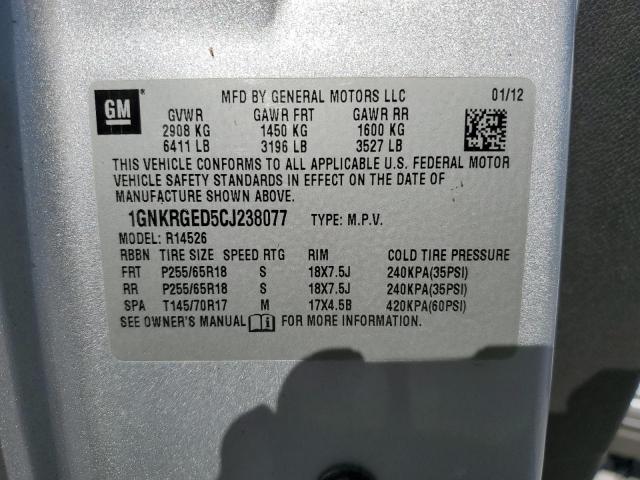 GM
MFD BY GENERAL MOTORS LLC 01/12
GVWR GAWR FRT GAWR RR
2908 KG 1450 KG 1600 KG
6411 LB 3196 LB 3527 LB
THIS VEHICLE CONFORMS TO ALL APPLICABLE U.S. FEDERAL MOTOR
VEHICLE SAFETY STANDARDS IN EFFECT ON THE DATE OF
MANUFACTURE SHOWN ABOVE.
1GNKRGED5CJ238077 TYPE: M.P.V.
MODEL: R14526
RBBN TIRE SIZE SPEED RTG RIM COLD TIRE PRESSURE
FRT P255/65R18 S 18X7.5J 240KPA(35PSI)
RR P255/65R18 S 18X7.5J 240KPA(35PSI)
SPA T145/70R17 M 17X4.5B 420KPA(60PSI)
SEE OWNER'S MANUAL FOR MORE INFORMATION.